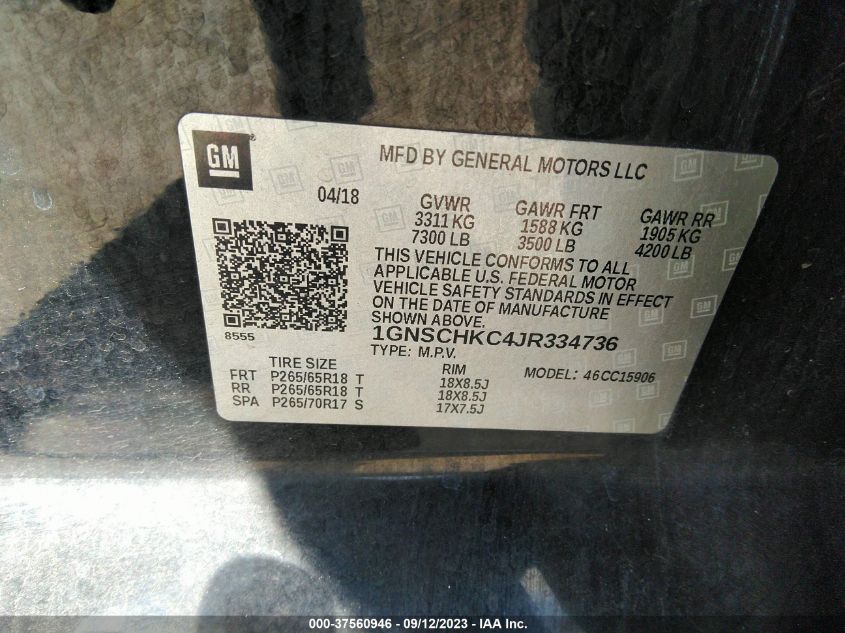 GM
MFD BY GENERAL MOTORS LLC
04/18
GVWR GAWR FRT GAWR RR
3311 KG 1588 KG 1905 KG
7300 LB 3500 LB 4200 LB
THIS VEHICLE CONFORMS TO ALL
APPLICABLE U.S. FEDERAL MOTOR
VEHICLE SAFETY STANDARDS IN EFFECT
ON THE DATE OF MANUFACTURE
SHOWN ABOVE.
8555
1GNSCHKC4JR334736
TYPE: M.P.V.
TIRE SIZE RIM MODEL: 46CC15906
FRT P265/65R18 T 18X8.5J
RR P265/65R18 T 18X8.5J
SPA P265/70R17 S 17X7.5J
000-37560946 - 09/12/2023 - IAA Inc.